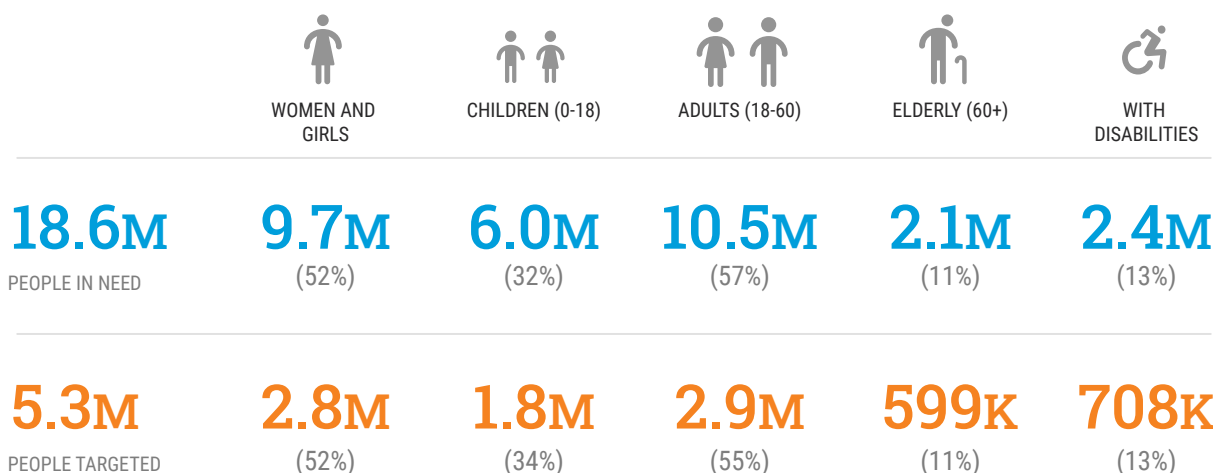 WOMEN AND
GIRLS
CHILDREN (0-18)
ADULTS (18-60)
ELDERLY (60+)
WITH
DISABILITIES
18.6M
PEOPLE IN NEED
9.7M
(52%)
6.0M
(32%)
10.5M
(57%)
2.1M
(11%)
2.4M
(13%)
5.3M
PEOPLE TARGETED
2.8M
(52%)
1.8M
(34%)
2.9M
(55%)
599K
(11%)
708K
(13%)